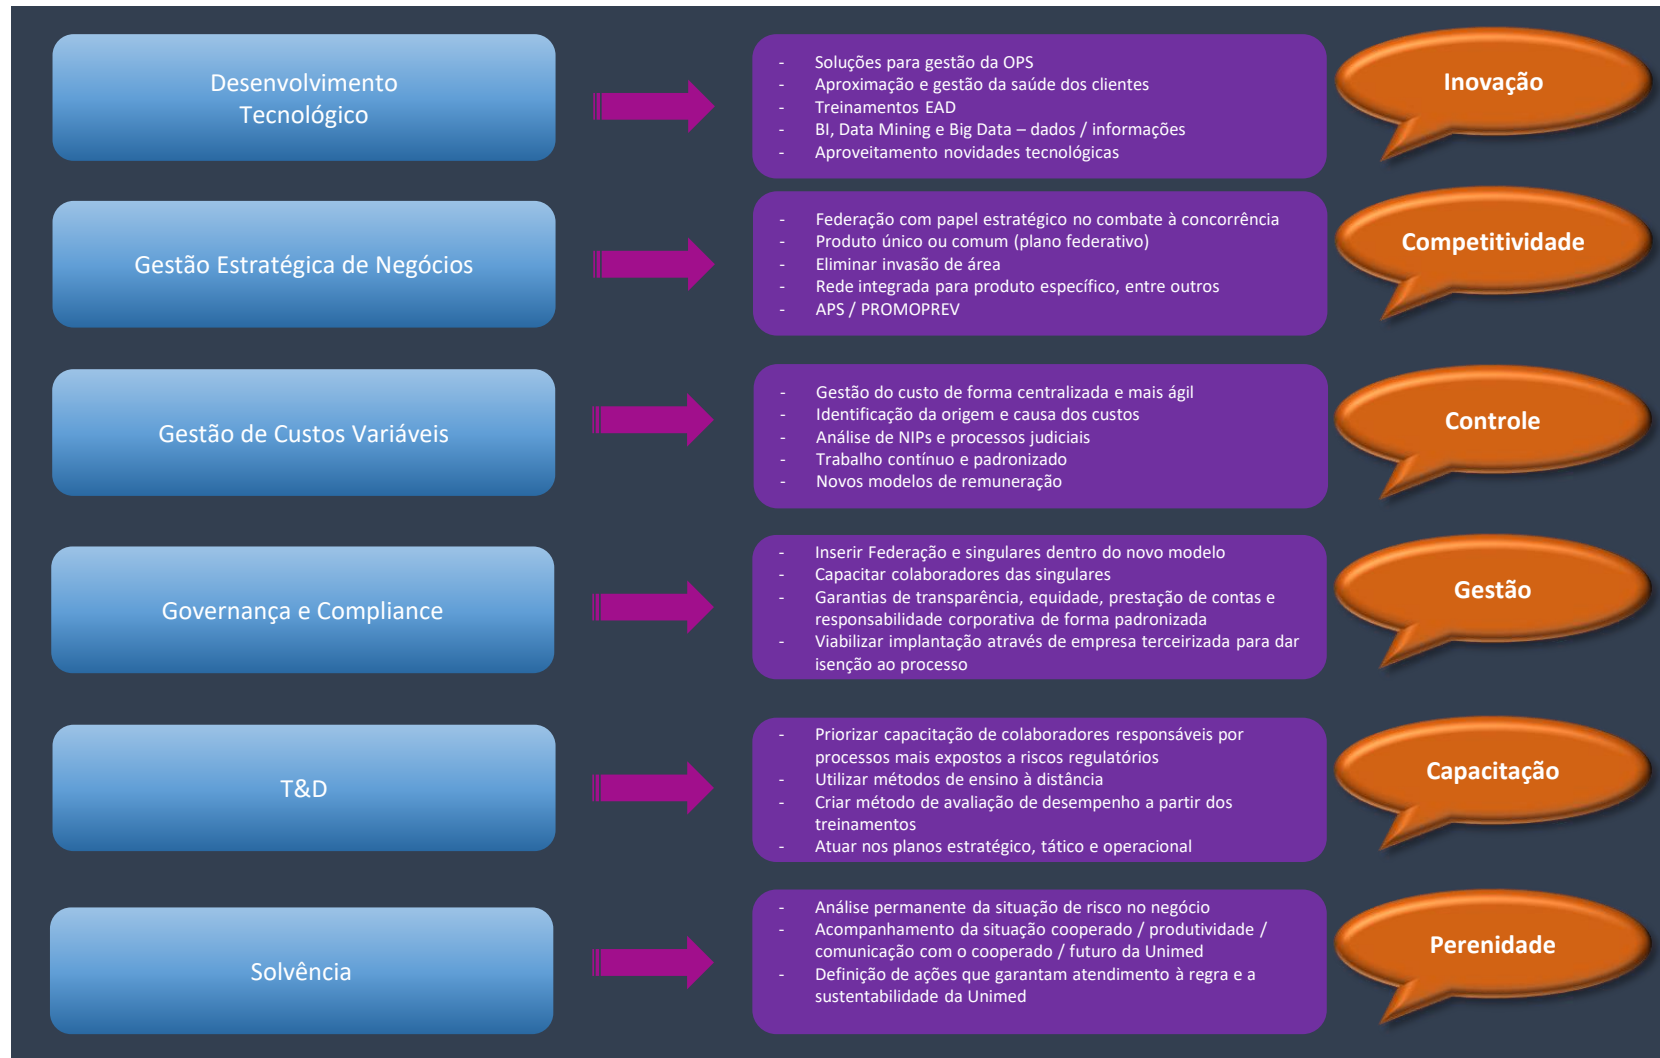 Desenvolvimento
Tecnológico
- Soluções para gestão da OPS
- Aproximação e gestão da saúde dos clientes
- Treinamentos EAD
- BI, Data Mining e Big Data – dados / informações
- Aproveitamento novidades tecnológicas
Inovação
Gestão Estratégica de Negócios
- Federação com papel estratégico no combate à concorrência
- Produto único ou comum (plano federativo)
- Eliminar invasão de área
- Rede integrada para produto específico, entre outros
- APS / PROMOPREV
Competitividade
Gestão de Custos Variáveis
- Gestão do custo de forma centralizada e mais ágil
- Identificação da origem e causa dos custos
- Análise de NIPs e processos judiciais
- Trabalho contínuo e padronizado
- Novos modelos de remuneração
Controle
Governança e Compliance
- Inserir Federação e singulares dentro do novo modelo
- Capacitar colaboradores das singulares
- Garantias de transparência, equidade, prestação de contas e
responsabilidade corporativa de forma padronizada
- Viabilizar implantação através de empresa terceirizada para dar
isenção ao processo
Gestão
T&D
- Priorizar capacitação de colaboradores responsáveis por
processos mais expostos a riscos regulatórios
- Utilizar métodos de ensino à distância
- Criar método de avaliação de desempenho a partir dos
treinamentos
- Atuar nos planos estratégico, tático e operacional
Capacitação
Solvência
- Análise permanente da situação de risco no negócio
- Acompanhamento da situação cooperado / produtividade /
comunicação com o cooperado / futuro da Unimed
- Definição de ações que garantam atendimento à regra e a
sustentabilidade da Unimed
Perenidade